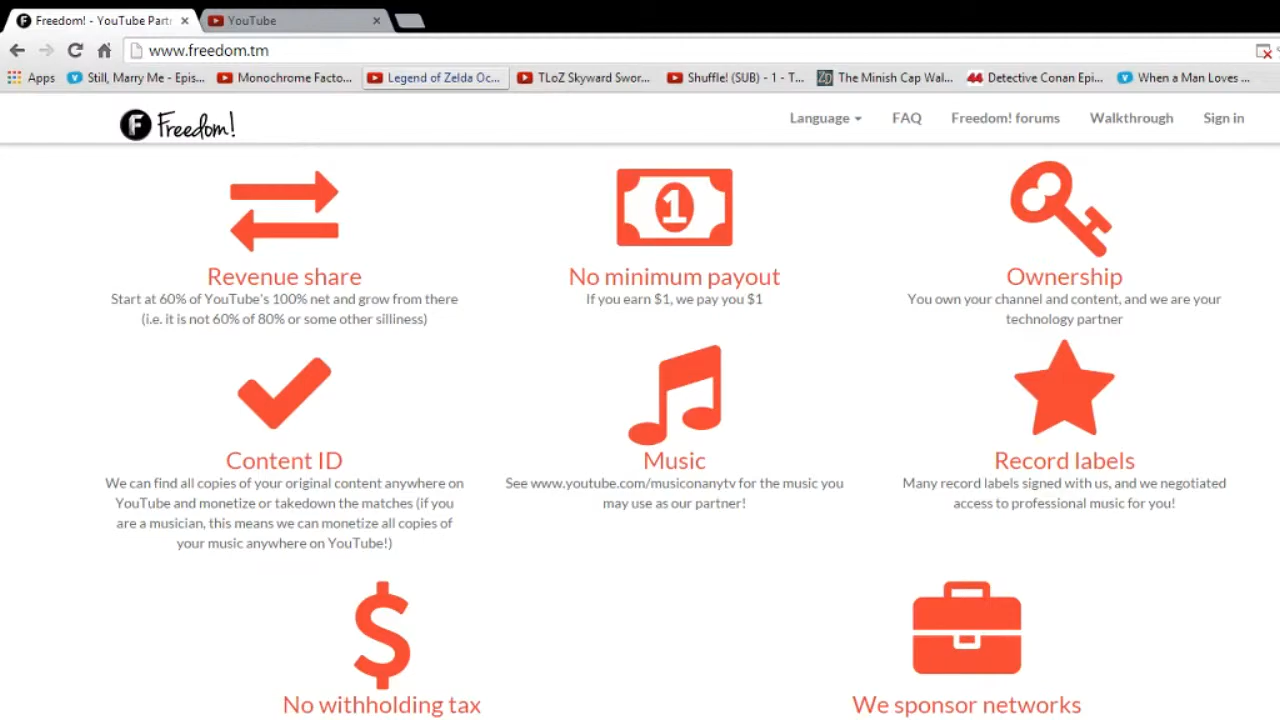 Freedom! - YouTube Part
YouTube
www.freedom.tm
Apps
Still, Marry Me - Epis...
Monochrome Facto...
Legend of Zelda Oc...
TLoZ Skyward Swor...
Shuffle! (SUB) - 1 - T...
The Minish Cap Wal...
44 Detective Conan Epi...
When a Man Loves ...
F Freedom!
Language
FAQ
Freedom! forums
Walkthrough
Sign in
1
Revenue share
Start at 60% of YouTube's 100% net and grow from there
(i.e. it is not 60% of 80% or some other silliness)
No minimum payout
If you earn $1, we pay you $1
Ownership
You own your channel and content, and we are your
technology partner
Content ID
We can find all copies of your original content anywhere on
YouTube and monetize or takedown the matches (if you
are a musician, this means we can monetize all copies of
your music anywhere on YouTube!)
Music
See www.youtube.com/musiconanytv for the music you
may use as our partner!
Record labels
Many record labels signed with us, and we negotiated
access to professional music for you!
$
No withholding tax
We sponsor networks